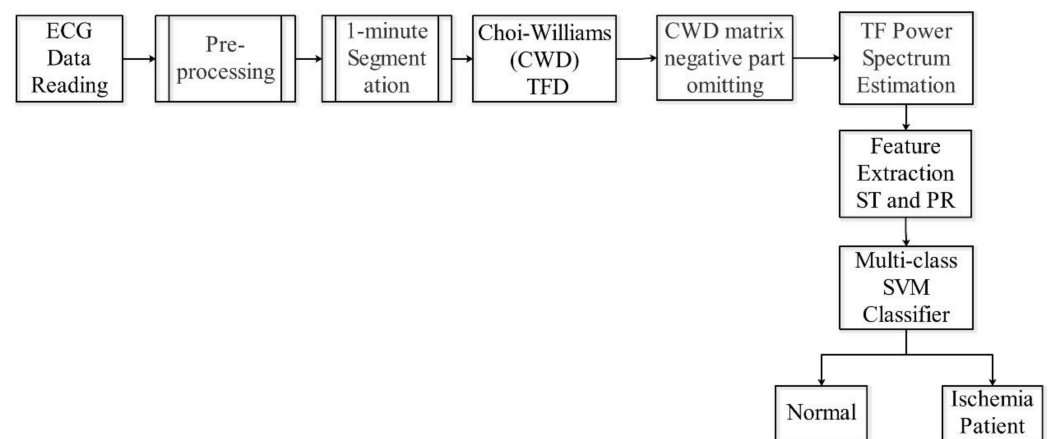 ECG
Data
Reading
Pre-
processing
1-minute
Segment
ation
Choi-Williams
(CWD)
TFD
CWD matrix
negative part
omitting
TF Power
Spectrum
Estimation
Feature
Extraction
ST and PR
Multi-class
SVM
Classifier
Normal
Ischemia
Patient